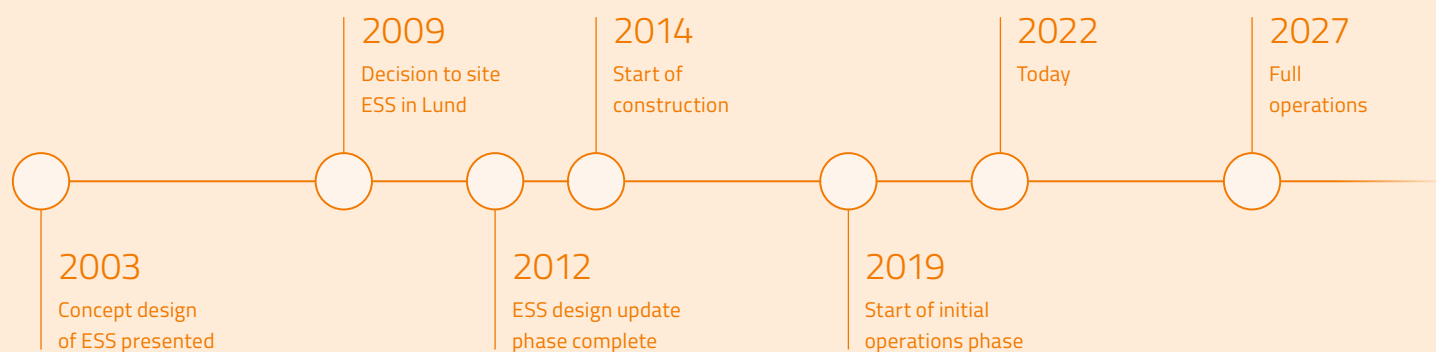 2009
Decision to site
ESS in Lund
2014
Start of
construction
2022
Today
2027
Full
operations
2003
Concept design
of ESS presented
2012
ESS design update
phase complete
2019
Start of initial
operations phase